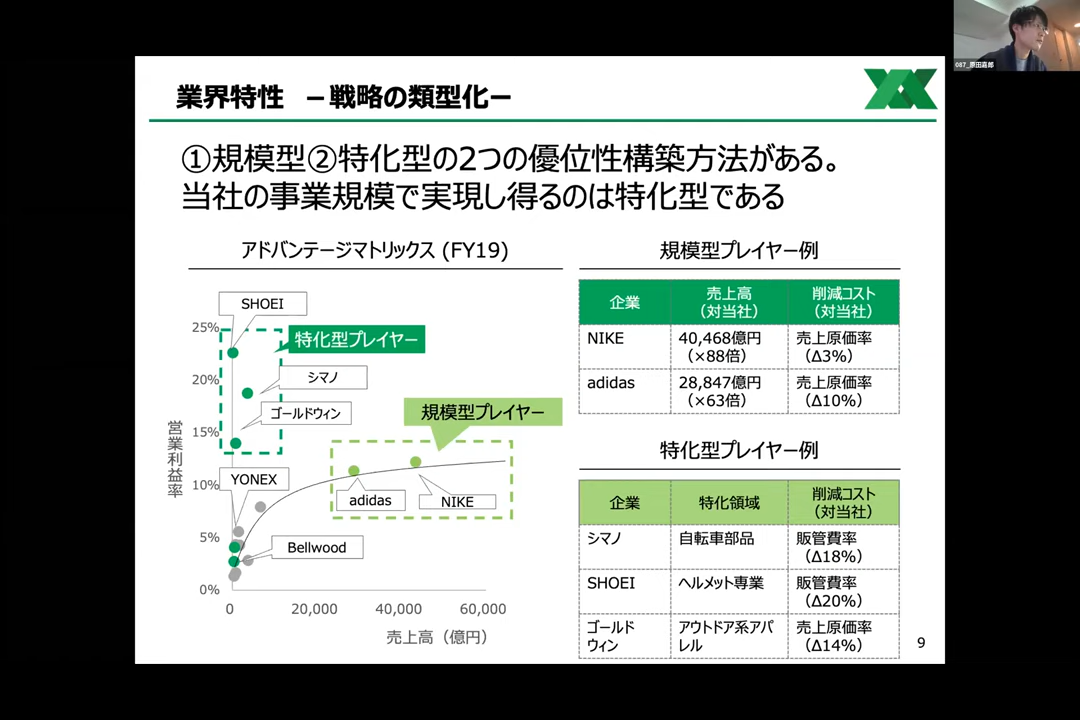 087_原田嘉郎
業界特性 －戦略の類型化－
①規模型②特化型の2つの優位性構築方法がある。
当社の事業規模で実現し得るのは特化型である
アドバンテージマトリックス (FY19)
営業利益率
25%
20%
15%
10%
5%
0%
SHOEI
特化型プレイヤー
シマノ
ゴールドウィン
規模型プレイヤー
YONEX
adidas
NIKE
Bellwood
0 20,000 40,000 60,000
売上高（億円）
規模型プレイヤー例
企業 売上高（対当社） 削減コスト（対当社）
NIKE 40,468億円（×88倍） 売上原価率（Δ3%）
adidas 28,847億円（×63倍） 売上原価率（Δ10%）
特化型プレイヤー例
企業 特化領域 削減コスト（対当社）
シマノ 自転車部品 販管費率（Δ18%）
SHOEI ヘルメット専業 販管費率（Δ20%）
ゴールドウィン アウトドア系アパレル 売上原価率（Δ14%）
9